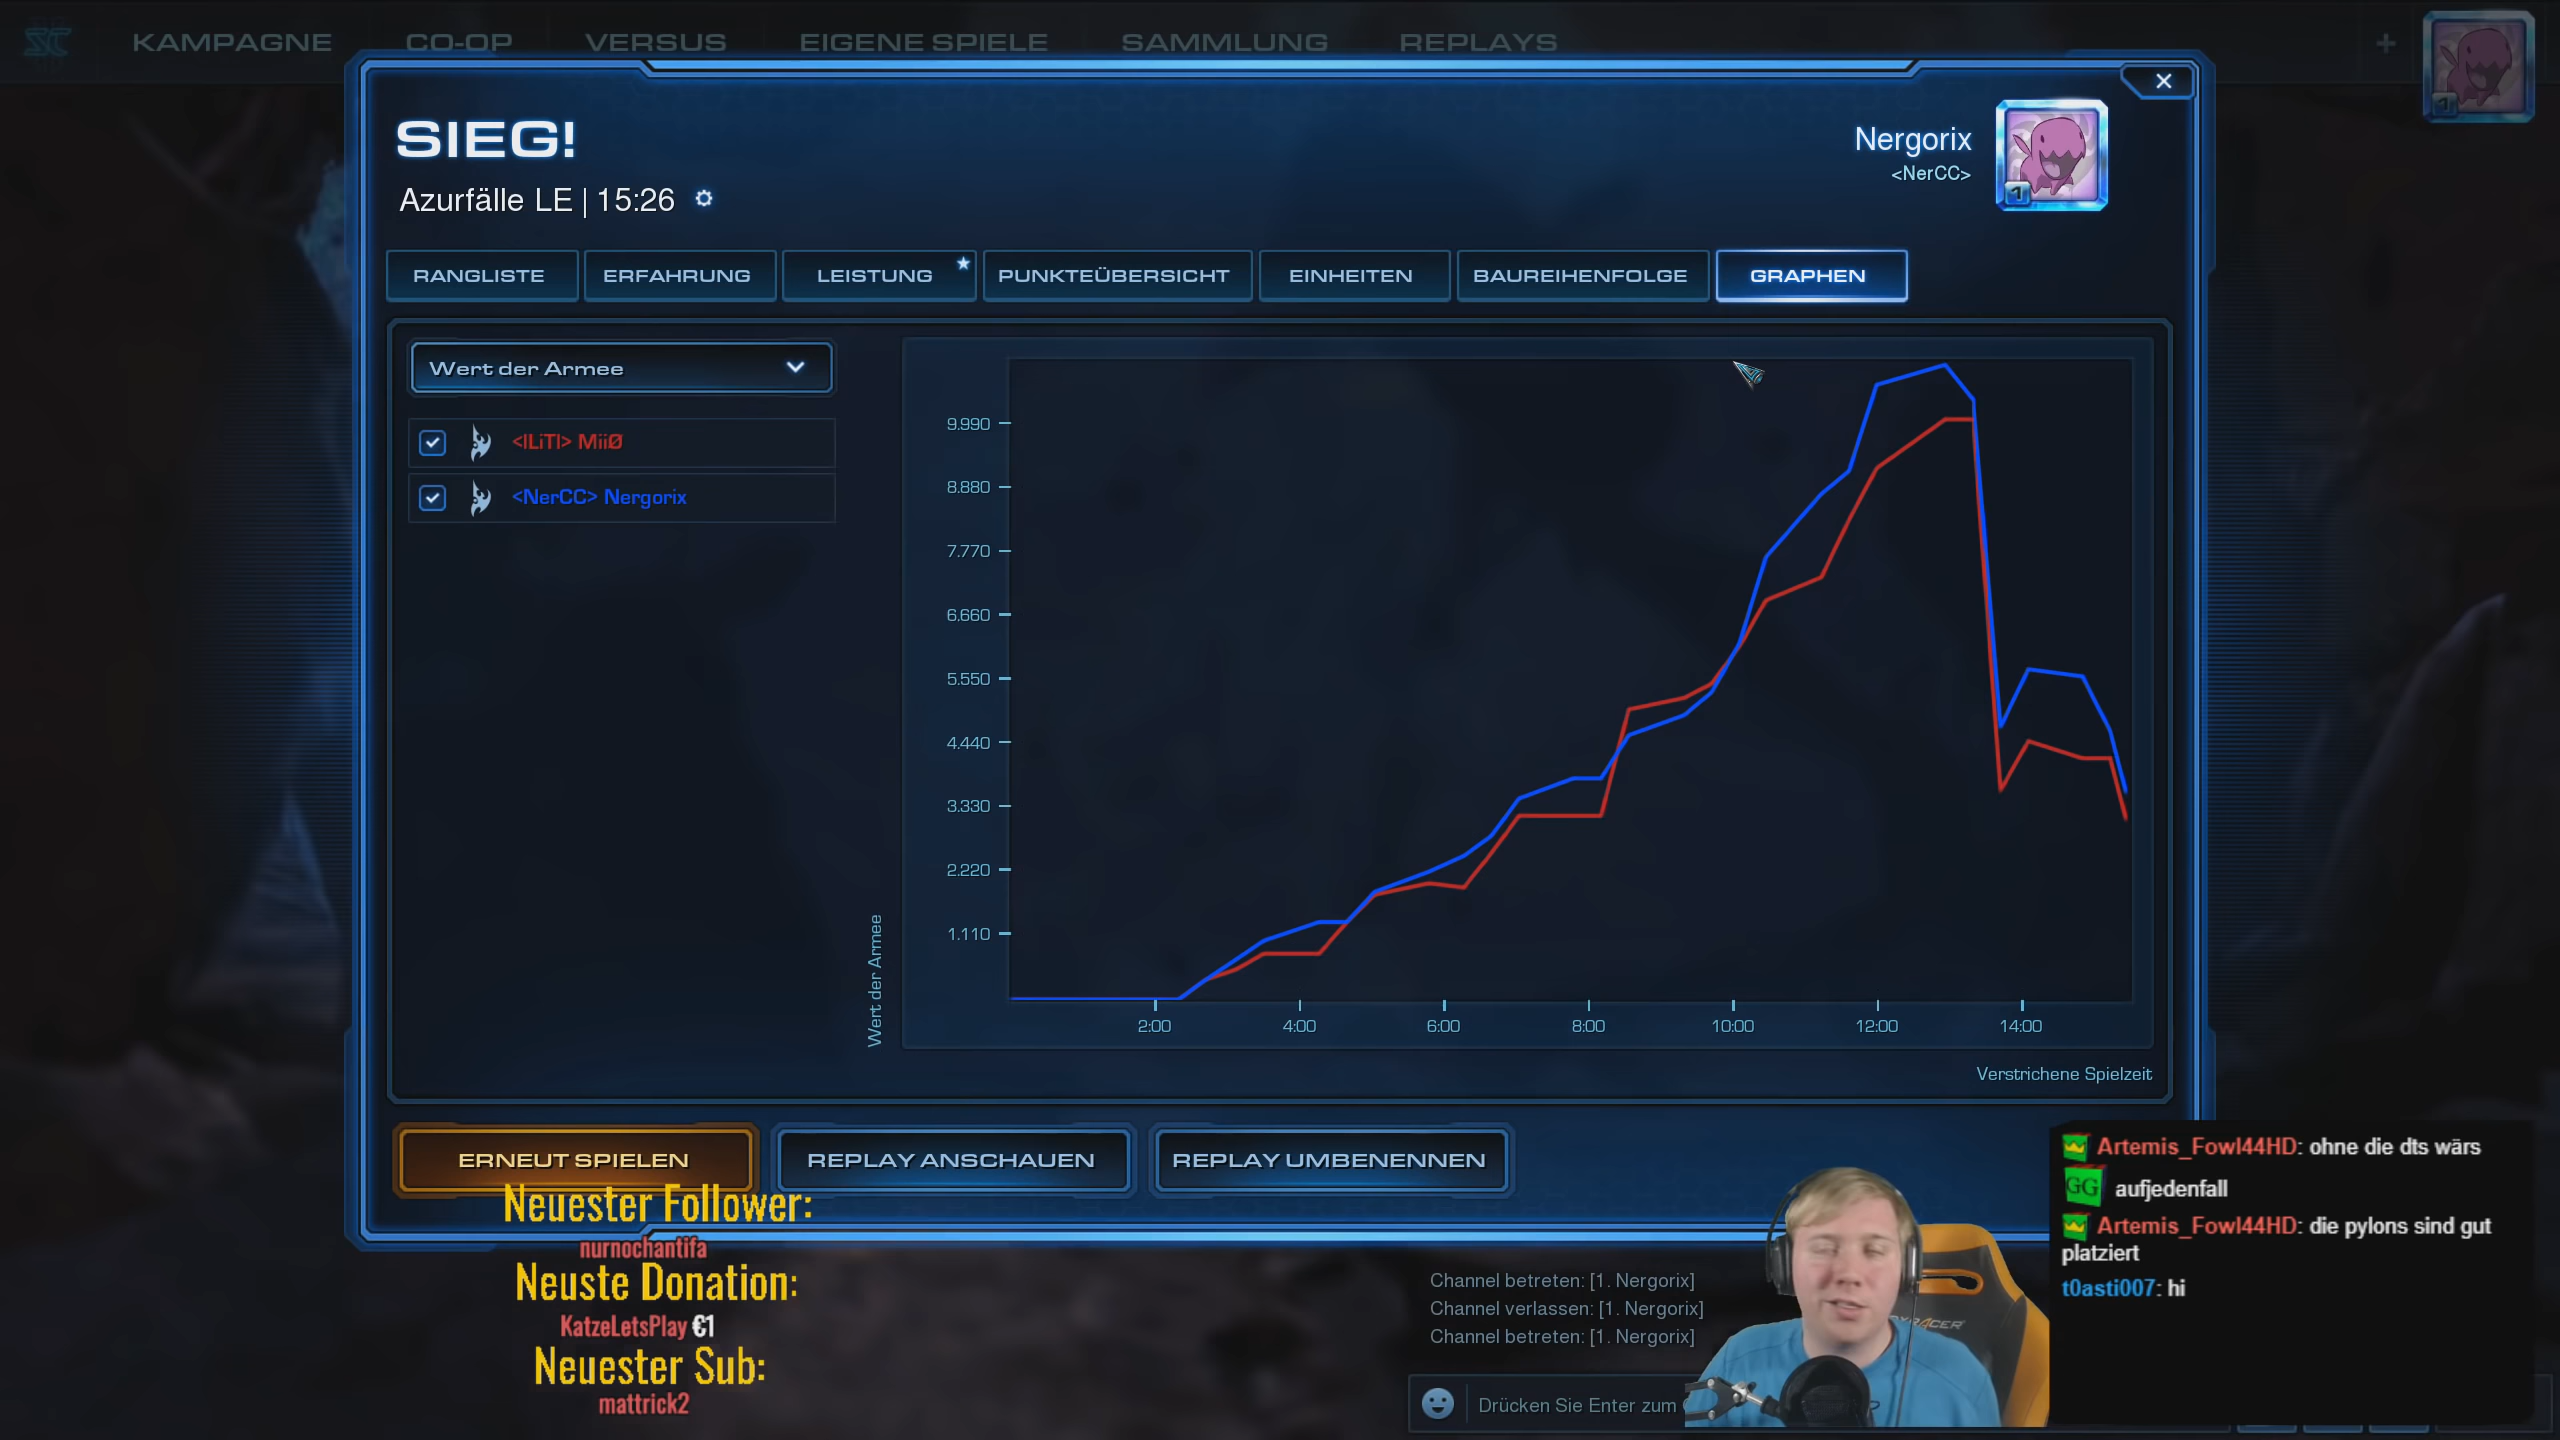 KAMPAGNE
CO-OP
VERSUS
EIGENE SPIELE
SAMMLUNG
REPLAYS
SIEG!
Azurfälle LE | 15:26
Nergorix
<NerCC>
1
1
RANGLISTE
ERFAHRUNG
LEISTUNG
PUNKTEÜBERSICHT
EINHEITEN
BAUREIHENFOLGE
GRAPHEN
Wert der Armee
<lLiTl> MiiØ
<NerCC> Nergorix
9.990
8.880
7.770
6.660
5.550
4.440
3.330
2.220
1.110
Wert der Armee
2:00
4:00
6:00
8:00
10:00
12:00
14:00
Verstrichene Spielzeit
ERNEUT SPIELEN
REPLAY ANSCHAUEN
REPLAY UMBENENNEN
Neuester Follower:
nurnochantifa
Neuste Donation:
KatzeLetsPlay €1
Neuester Sub:
mattrick2
Channel betreten: [1. Nergorix]
Channel verlassen: [1. Nergorix]
Channel betreten: [1. Nergorix]
Drücken Sie Enter zum
Artemis_Fowl44HD: ohne die dts wärs
GG aufjedenfall
Artemis_Fowl44HD: die pylons sind gut
platziert
t0asti007: hi